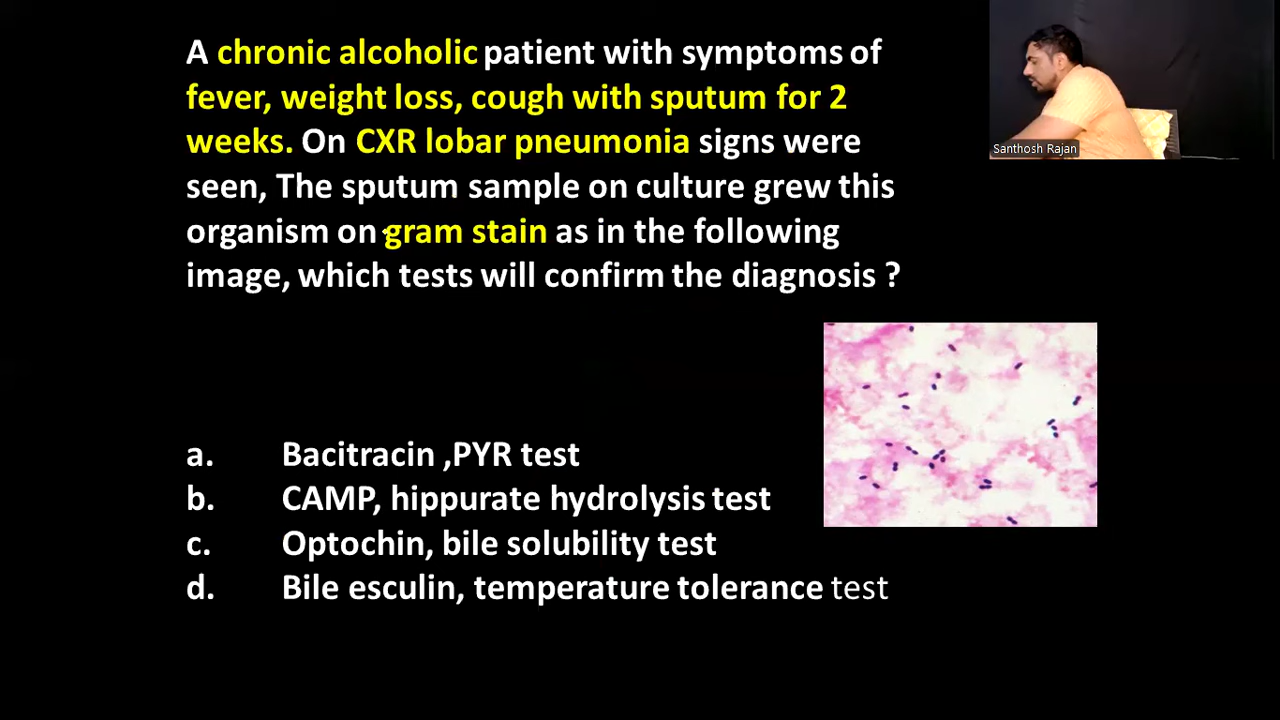 A chronic alcoholic patient with symptoms of
fever, weight loss, cough with sputum for 2
weeks. On CXR lobar pneumonia signs were
seen, The sputum sample on culture grew this
organism on gram stain as in the following
image, which tests will confirm the diagnosis ?
Santhosh Rajan
a. Bacitracin ,PYR test
b. CAMP, hippurate hydrolysis test
c. Optochin, bile solubility test
d. Bile esculin, temperature tolerance test